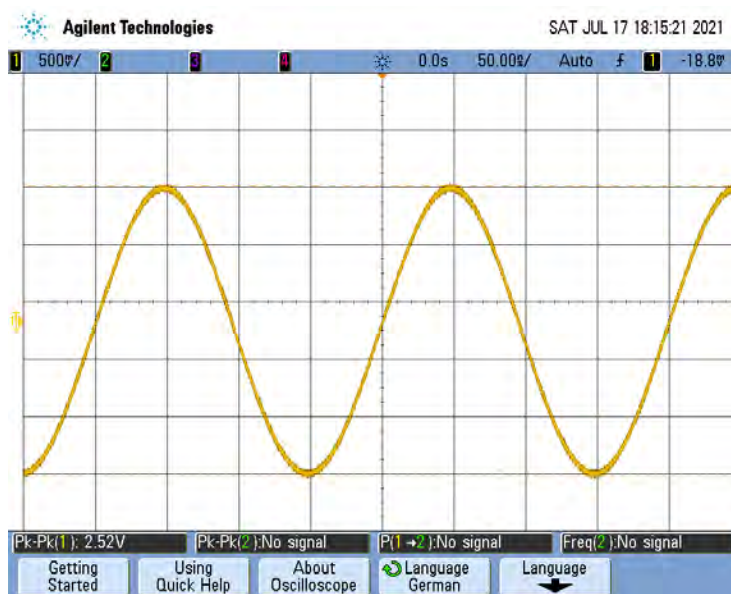 Agilent Technologies SAT JUL 17 18:15:21 2021
1 500mV/ 2 3 4 0.0s 50.00µs/ Auto 1 -18.8mV
Pk-Pk(1): 2.52V Pk-Pk(2):No signal P(1→2):No signal Freq(2):No signal
Getting Started
Using Quick Help
About Oscilloscope
Language German
Language